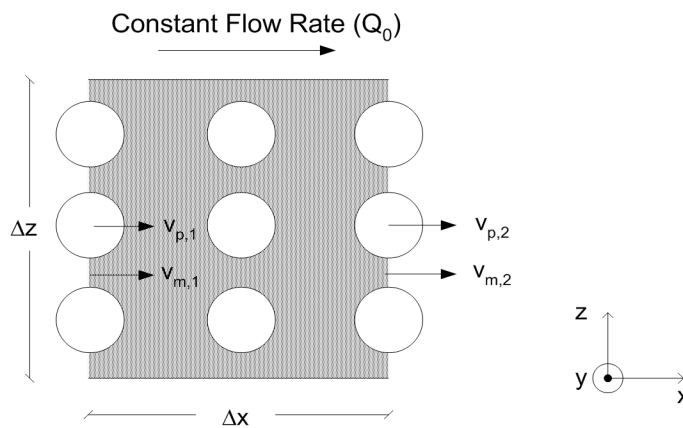 Constant Flow Rate (Q0)
Δz
vp,1
vp,2
vm,1
vm,2
z
y
x
Δx